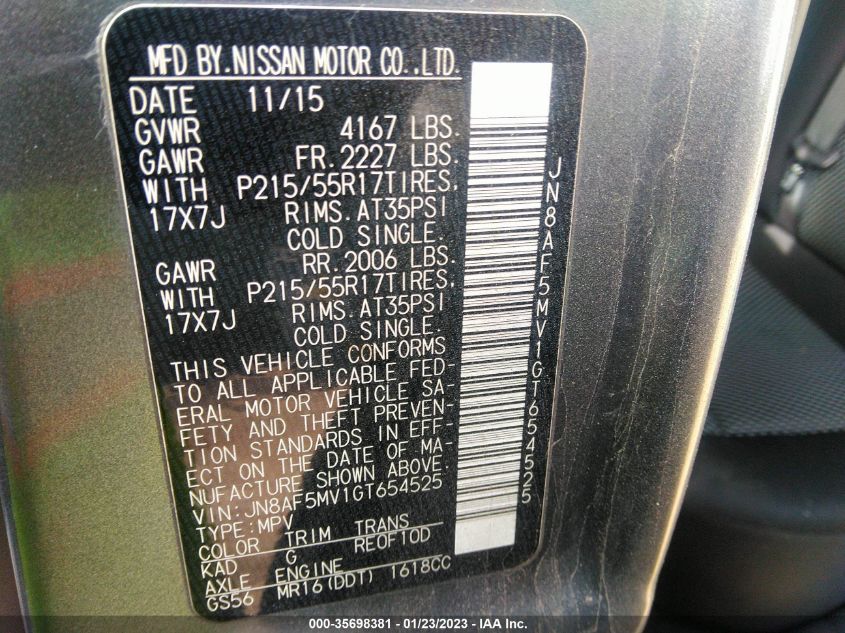 MFD BY.NISSAN MOTOR CO.,LTD.
DATE 11/15
GVWR 4167 LBS.
GAWR FR.2227 LBS.
WITH P215/55R17TIRES,
17X7J RIMS.AT35PSI
COLD SINGLE.
GAWR RR.2006 LBS.
WITH P215/55R17TIRES,
17X7J RIMS.AT35PSI
COLD SINGLE.
THIS VEHICLE CONFORMS
TO ALL APPLICABLE FED-
ERAL MOTOR VEHICLE SA-
FETY AND THEFT PREVEN-
TION STANDARDS IN EFF-
ECT ON THE DATE OF MA-
NUFACTURE SHOWN ABOVE.
VIN:JN8AF5MV1GT654525
TYPE:MPV
COLOR TRIM TRANS
KAD G RE0F10D
AXLE ENGINE
GS56 MR16(DDT) 1618CC
JN8AF5MV1GT654525
000-35698381 - 01/23/2023 - IAA Inc.